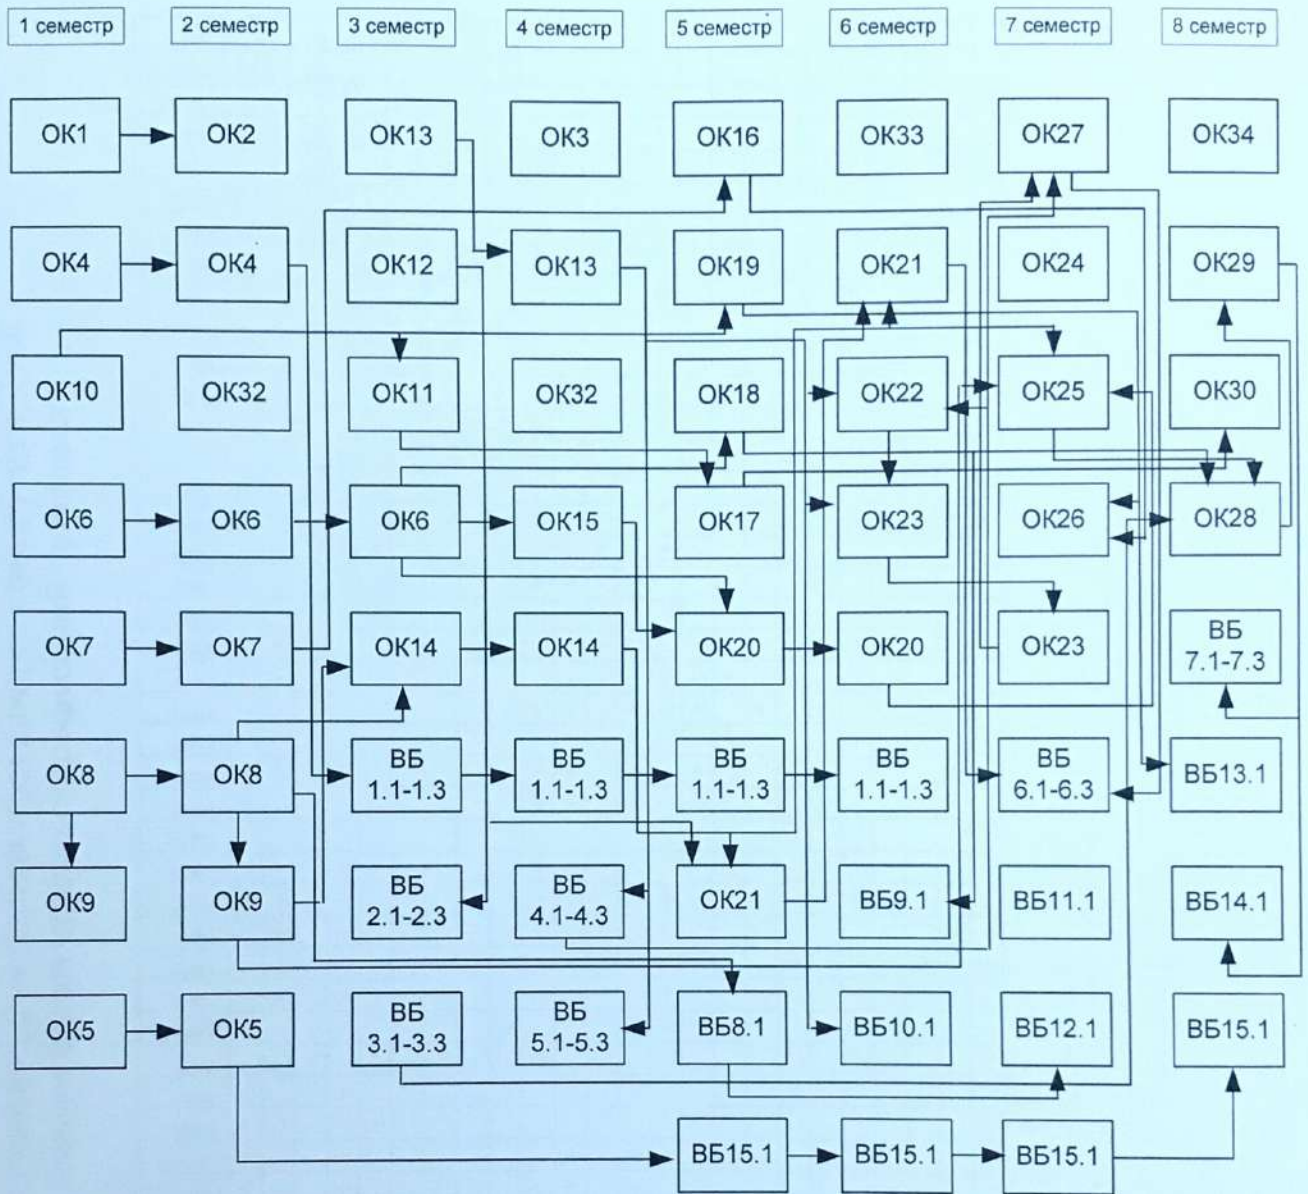 1 семестр
2 семестр
3 семестр
4 семестр
5 семестр
6 семестр
7 семестр
8 семестр
ОК1
ОК2
ОК13
ОК3
ОК16
ОК33
ОК27
ОК34
ОК4
ОК4
ОК12
ОК13
ОК19
ОК21
ОК24
ОК29
ОК10
ОК32
ОК11
ОК32
ОК18
ОК22
ОК25
ОК30
ОК6
ОК6
ОК6
ОК15
ОК17
ОК23
ОК26
ОК28
ОК7
ОК7
ОК14
ОК14
ОК20
ОК20
ОК23
ВБ
7.1-7.3
ОК8
ОК8
ВБ
1.1-1.3
ВБ
1.1-1.3
ВБ
1.1-1.3
ВБ
1.1-1.3
ВБ
6.1-6.3
ВБ13.1
ОК9
ОК9
ВБ
2.1-2.3
ВБ
4.1-4.3
ОК21
ВБ9.1
ВБ11.1
ВБ14.1
ОК5
ОК5
ВБ
3.1-3.3
ВБ
5.1-5.3
ВБ8.1
ВБ10.1
ВБ12.1
ВБ15.1
ВБ15.1
ВБ15.1
ВБ15.1